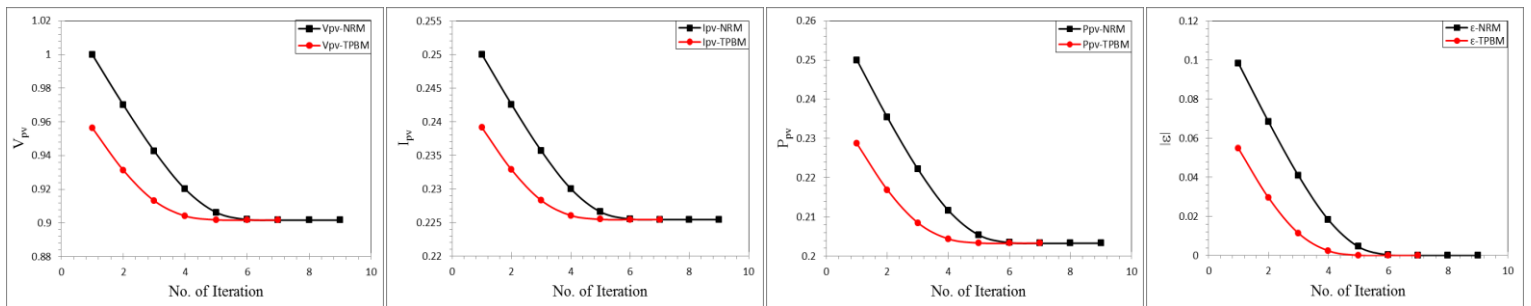 1.02
1
0.98
0.96
0.94
0.92
0.9
0.88
V_pv
0 2 4 6 8 10
No. of Iteration
Vpv-NRM
Vpv-TPBM
0.255
0.25
0.245
0.24
0.235
0.23
0.225
0.22
I_pv
0 2 4 6 8 10
No. of Iteration
Ipv-NRM
Ipv-TPBM
0.26
0.25
0.24
0.23
0.22
0.21
0.2
P_pv
0 2 4 6 8 10
No. of Iteration
Ppv-NRM
Ppv-TPBM
0.12
0.1
0.08
0.06
0.04
0.02
0
|ε|
0 2 4 6 8 10
No. of Iteration
ε-NRM
ε-TPBM